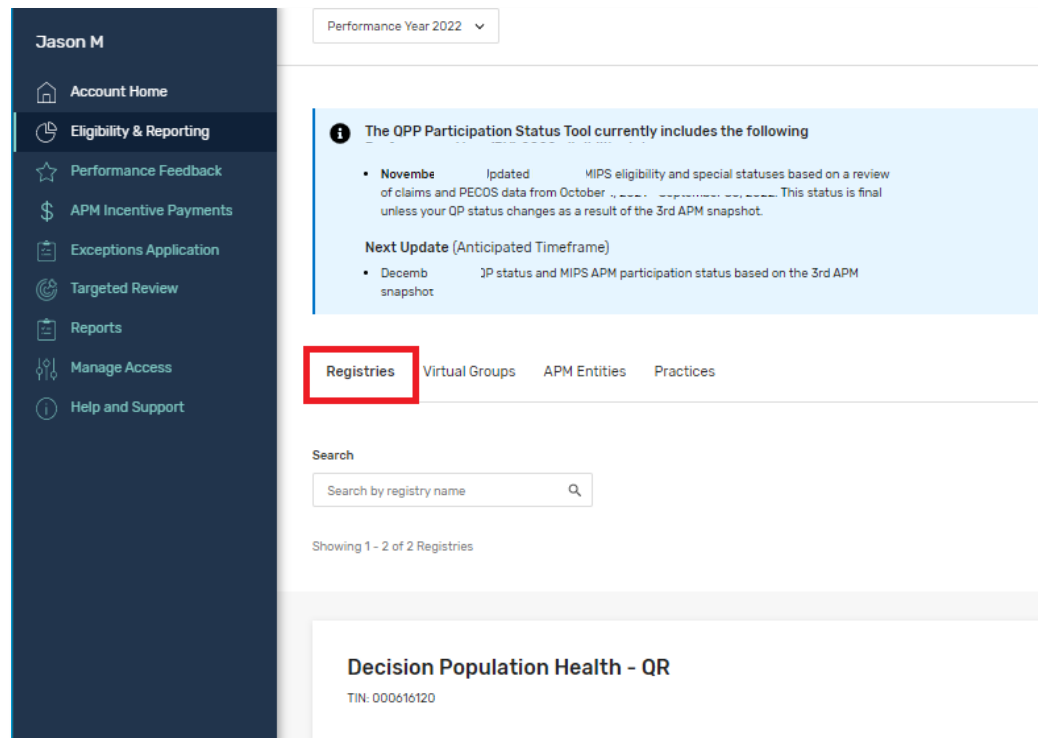 Jason M
Account Home
Eligibility & Reporting
Performance Feedback
APM Incentive Payments
Exceptions Application
Targeted Review
Reports
Manage Access
Help and Support
Performance Year 2022
The QPP Participation Status Tool currently includes the following
Novembe pdated MIPS eligibility and special statuses based on a review
of claims and PECOS data from October This status is final
unless your QP status changes as a result of the 3rd APM snapshot.
Next Update (Anticipated Timeframe)
Decemb QP status and MIPS APM participation status based on the 3rd APM
snapshot
Registries Virtual Groups APM Entities Practices
Search
Search by registry name
Showing 1 - 2 of 2 Registries
Decision Population Health - QR
TIN: 000616120